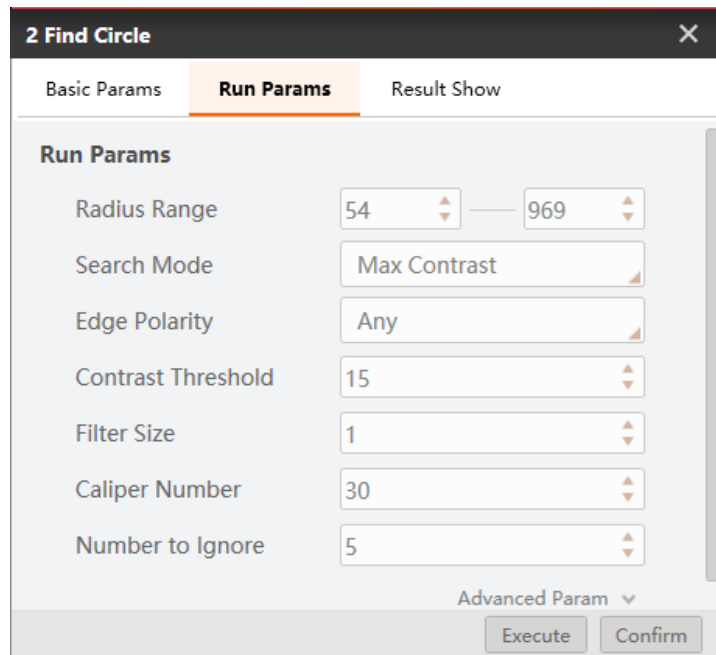 2 Find Circle
Basic Params Run Params Result Show
Run Params
Radius Range 54 969
Search Mode Max Contrast
Edge Polarity Any
Contrast Threshold 15
Filter Size 1
Caliper Number 30
Number to Ignore 5
Advanced Param
Execute Confirm